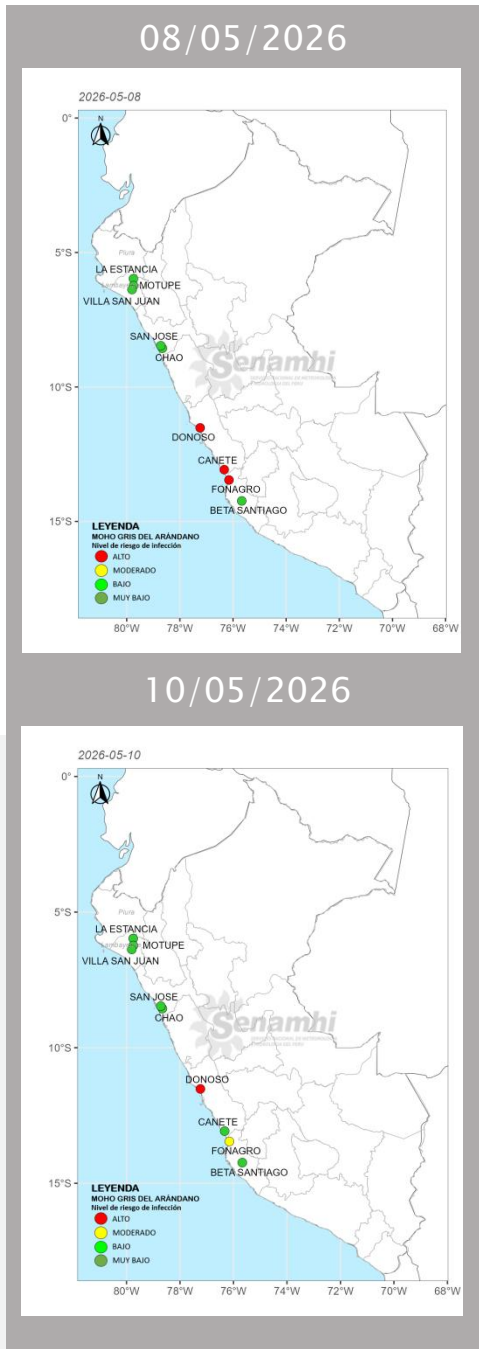 08/05/2026
2026-05-08
N
0°
5°S
10°S
15°S
Piura
LA ESTANCIA
Lambayeque MOTUPE
VILLA SAN JUAN
SAN JOSE
CHAO
Senamhi
DONOSO
CANETE
FONAGRO
BETA SANTIAGO
LEYENDA
MOHO GRIS DEL ARÁNDANO
Nivel de riesgo de infección
ALTO
MODERADO
BAJO
MUY BAJO
80°W 78°W 76°W 74°W 72°W 70°W 68°W
10/05/2026
2026-05-10
N
0°
5°S
10°S
15°S
Piura
LA ESTANCIA
Lambayeque MOTUPE
VILLA SAN JUAN
SAN JOSE
CHAO
Senamhi
DONOSO
CANETE
FONAGRO
BETA SANTIAGO
LEYENDA
MOHO GRIS DEL ARÁNDANO
Nivel de riesgo de infección
ALTO
MODERADO
BAJO
MUY BAJO
80°W 78°W 76°W 74°W 72°W 70°W 68°W